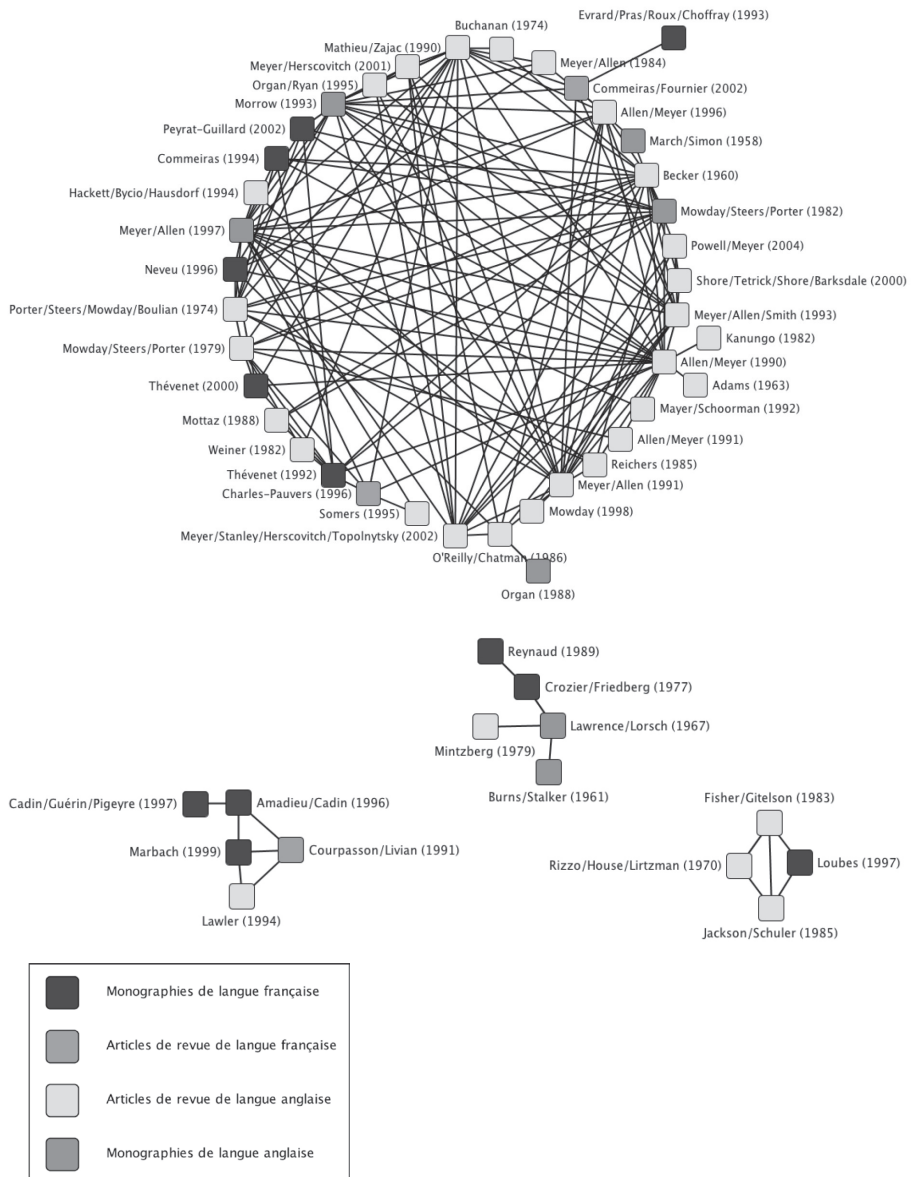 Evrard/Pras/Roux/Choffray (1993)
Buchanan (1974)
Mathieu/Zajac (1990)
Meyer/Allen (1984)
Meyer/Herscovitch (2001)
Organ/Ryan (1995)
Commeiras/Fournier (2002)
Morrow (1993)
Allen/Meyer (1996)
Peyrat-Guillard (2002)
March/Simon (1958)
Commeiras (1994)
Becker (1960)
Hackett/Bycio/Hausdorf (1994)
Mowday/Steers/Porter (1982)
Meyer/Allen (1997)
Powell/Meyer (2004)
Neveu (1996)
Shore/Tetrick/Shore/Barksdale (2000)
Porter/Steers/Mowday/Boulian (1974)
Meyer/Allen/Smith (1993)
Kanungo (1982)
Mowday/Steers/Porter (1979)
Allen/Meyer (1990)
Thévenet (2000)
Adams (1963)
Mayer/Schoorman (1992)
Mottaz (1988)
Allen/Meyer (1991)
Weiner (1982)
Reichers (1985)
Thévenet (1992)
Meyer/Allen (1991)
Charles-Pauvers (1996)
Somers (1995)
Mowday (1998)
Meyer/Stanley/Herscovitch/Topolnytsky (2002)
O'Reilly/Chatman (1986)
Organ (1988)
Reynaud (1989)
Crozier/Friedberg (1977)
Lawrence/Lorsch (1967)
Mintzberg (1979)
Burns/Stalker (1961)
Cadin/Guérin/Pigeyre (1997)
Amadieu/Cadin (1996)
Marbach (1999)
Courpasson/Livian (1991)
Lawler (1994)
Fisher/Gitelson (1983)
Rizzo/House/Lirtzman (1970)
Loubes (1997)
Jackson/Schuler (1985)
Monographies de langue française
Articles de revue de langue française
Articles de revue de langue anglaise
Monographies de langue anglaise